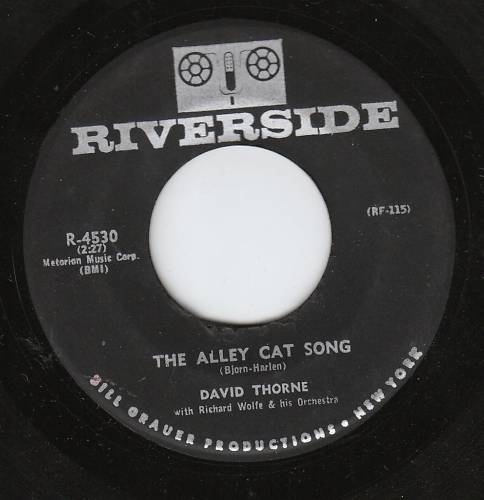 RIVERSIDE
R-4530
(2:27)
Metorion Music Corp.
(BMI)
(RF-115)
THE ALLEY CAT SONG
(Bjorn-Harlen)
DAVID THORNE
with Richard Wolfe & his Orchestra
BILL GRAUER PRODUCTIONS • NEW YORK